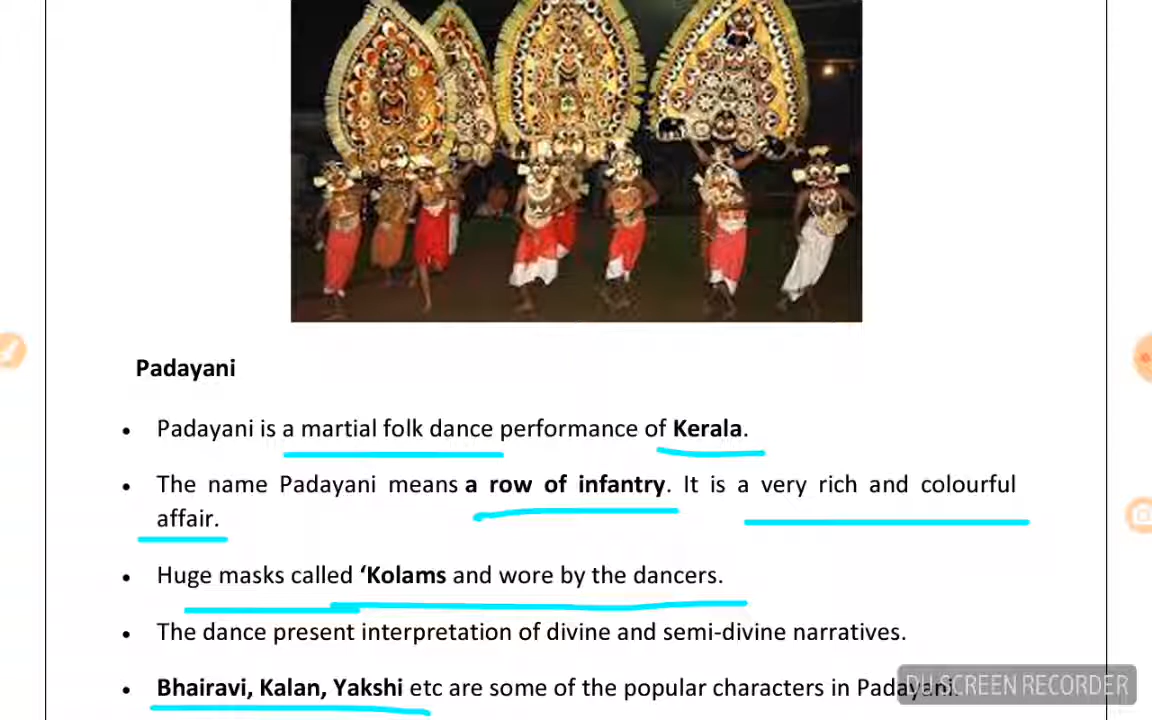 Padayani
• Padayani is a martial folk dance performance of Kerala.
• The name Padayani means a row of infantry. It is a very rich and colourful
affair.
• Huge masks called ‘Kolams and wore by the dancers.
• The dance present interpretation of divine and semi-divine narratives.
• Bhairavi, Kalan, Yakshi etc are some of the popular characters in Padayani.
DU SCREEN RECORDER